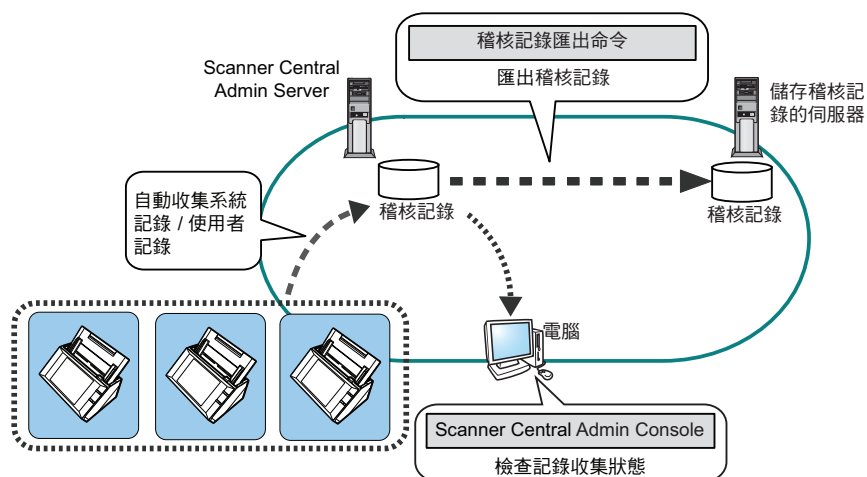 稽核記錄匯出命令
匯出稽核記錄
Scanner Central
Admin Server
儲存稽核記
錄的伺服器
自動收集系統
記錄 / 使用者
記錄
稽核記錄
稽核記錄
電腦
Scanner Central Admin Console
檢查記錄收集狀態